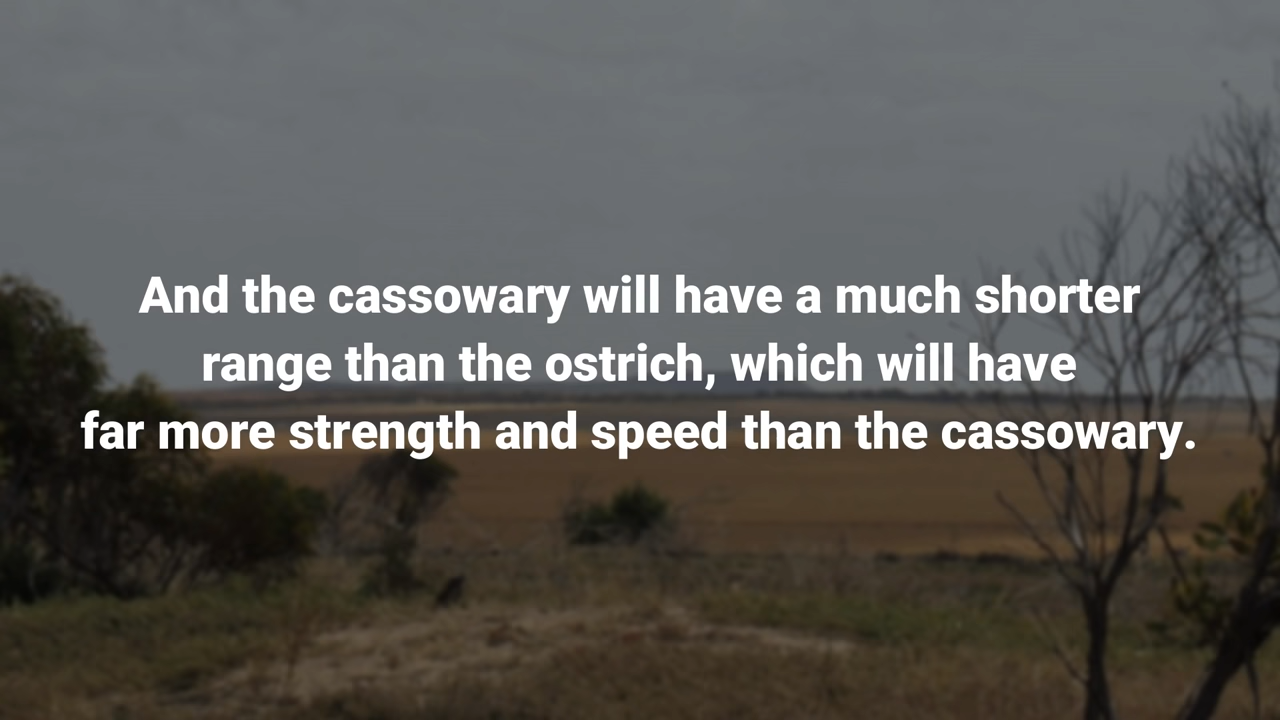 And the cassowary will have a much shorter
range than the ostrich, which will have
far more strength and speed than the cassowary.